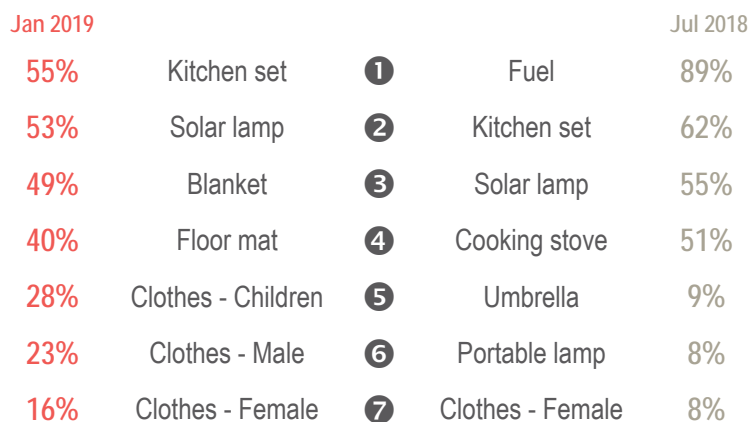 Jan 2019 Jul 2018
55% Kitchen set ❶ Fuel 89%
53% Solar lamp ❷ Kitchen set 62%
49% Blanket ❸ Solar lamp 55%
40% Floor mat ❹ Cooking stove 51%
28% Clothes - Children ❺ Umbrella 9%
23% Clothes - Male ❻ Portable lamp 8%
16% Clothes - Female ❼ Clothes - Female 8%